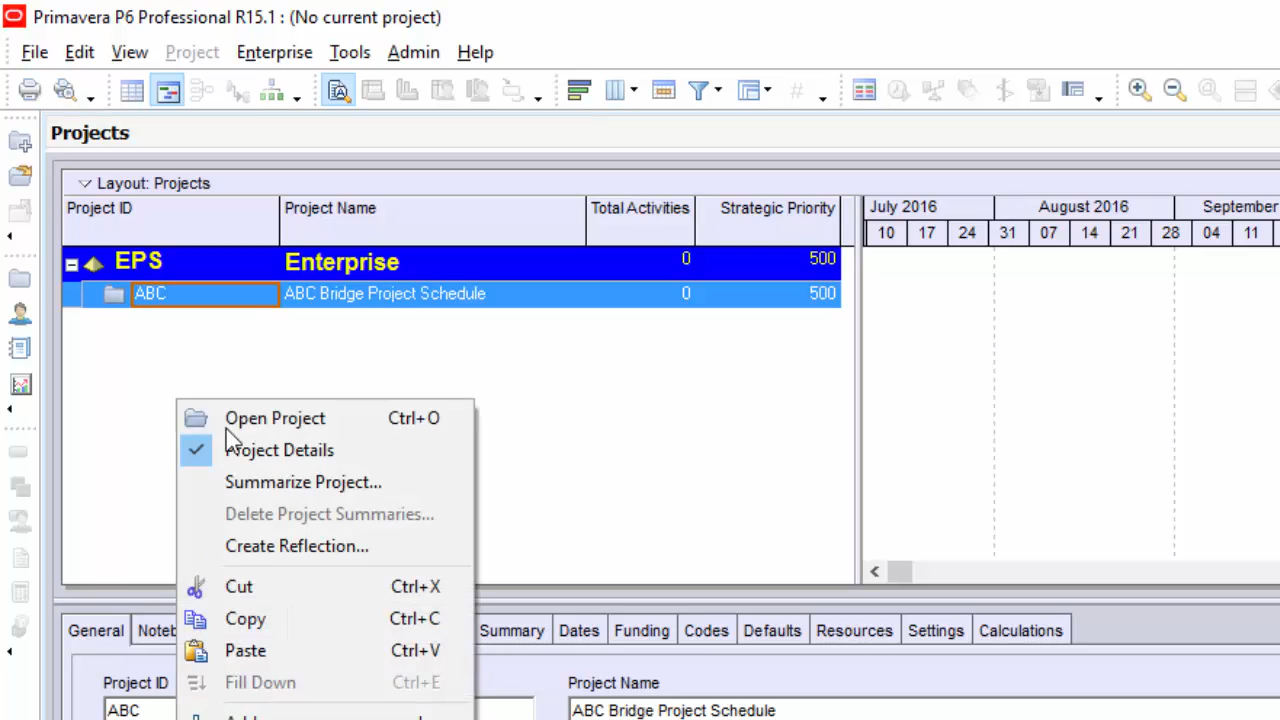 Primavera P6 Professional R15.1 : (No current project)
File Edit View Project Enterprise Tools Admin Help
Projects
Layout: Projects
Project ID Project Name Total Activities Strategic Priority July 2016 August 2016 September
10 17 24 31 07 14 21 28 04 11
EPS Enterprise 0 500
ABC ABC Bridge Project Schedule 0 500
Open Project Ctrl+O
Project Details
Summarize Project...
Delete Project Summaries...
Create Reflection...
Cut Ctrl+X
Copy Ctrl+C
Paste Ctrl+V
Fill Down Ctrl+E
General Noteb Summary Dates Funding Codes Defaults Resources Settings Calculations
Project ID Project Name
ABC ABC Bridge Project Schedule